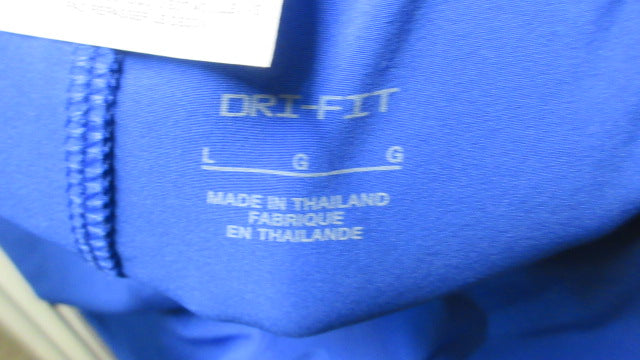 DRI-FIT
L G G
MADE IN THAILAND
FABRIQUE
EN THAILANDE